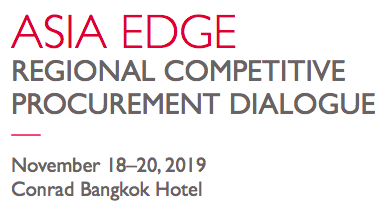 ASIA EDGE
REGIONAL COMPETITIVE
PROCUREMENT DIALOGUE
November 18–20, 2019
Conrad Bangkok Hotel